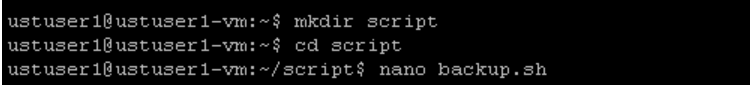 ustuser1@ustuser1-vm:~$ mkdir script
ustuser1@ustuser1-vm:~$ cd script
ustuser1@ustuser1-vm:~/script$ nano backup.sh